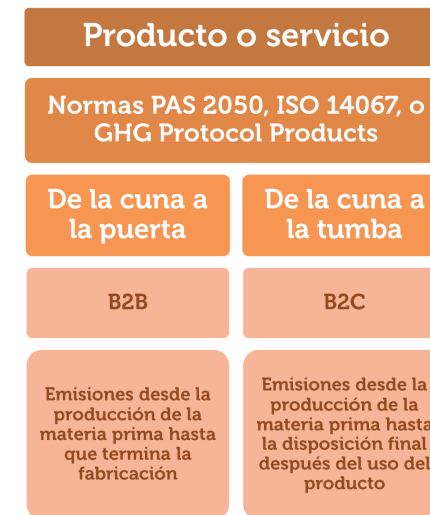 Producto o servicio
Normas PAS 2050, ISO 14067, o
GHG Protocol Products
De la cuna a
la puerta
De la cuna a
la tumba
B2B
B2C
Emisiones desde la
producción de la
materia prima hasta
que termina la
fabricación
Emisiones desde la
producción de la
materia prima hasta
la disposición final
después del uso del
producto